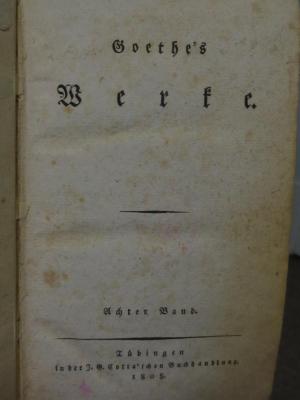 Goethe's
Werke.
Achter Band.
Tübingen
in der J. G. Cotta'schen Buchhandlung.